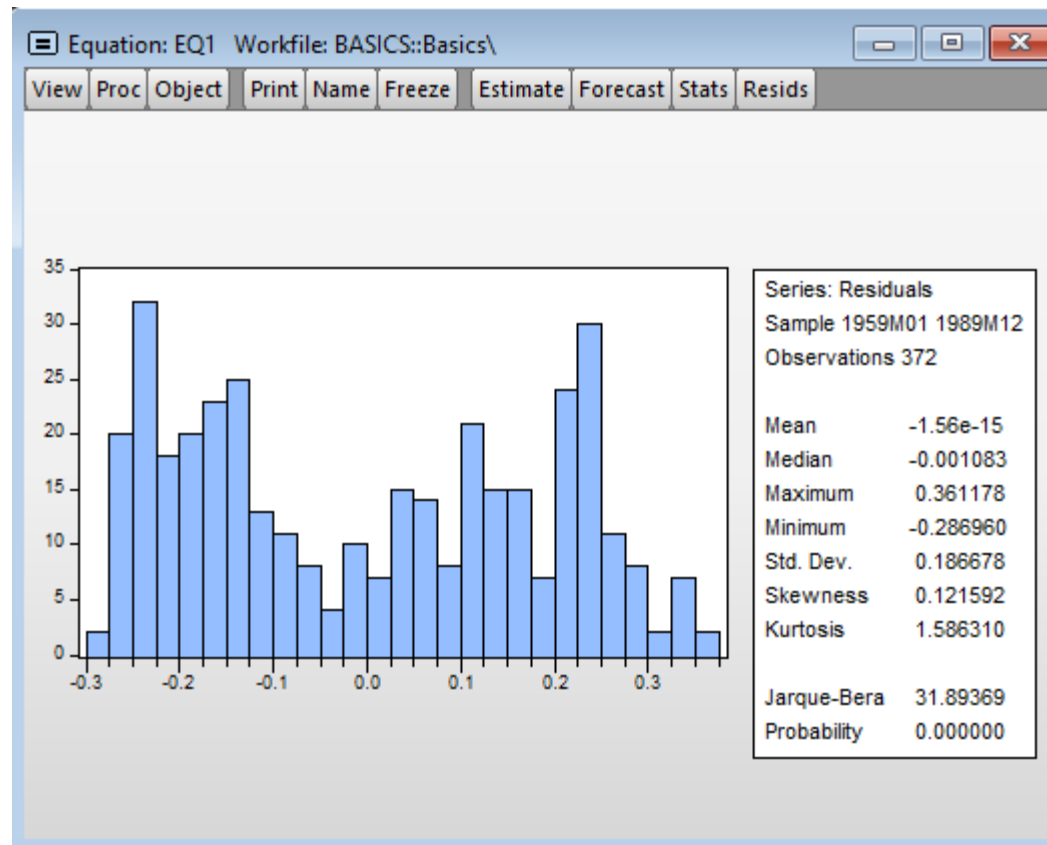 Equation: EQ1 Workfile: BASICS::Basics\
View Proc Object Print Name Freeze Estimate Forecast Stats Resids
35
30
25
20
15
10
5
0
-0.3 -0.2 -0.1 0.0 0.1 0.2 0.3
Series: Residuals
Sample 1959M01 1989M12
Observations 372
Mean -1.56e-15
Median -0.001083
Maximum 0.361178
Minimum -0.286960
Std. Dev. 0.186678
Skewness 0.121592
Kurtosis 1.586310
Jarque-Bera 31.89369
Probability 0.000000